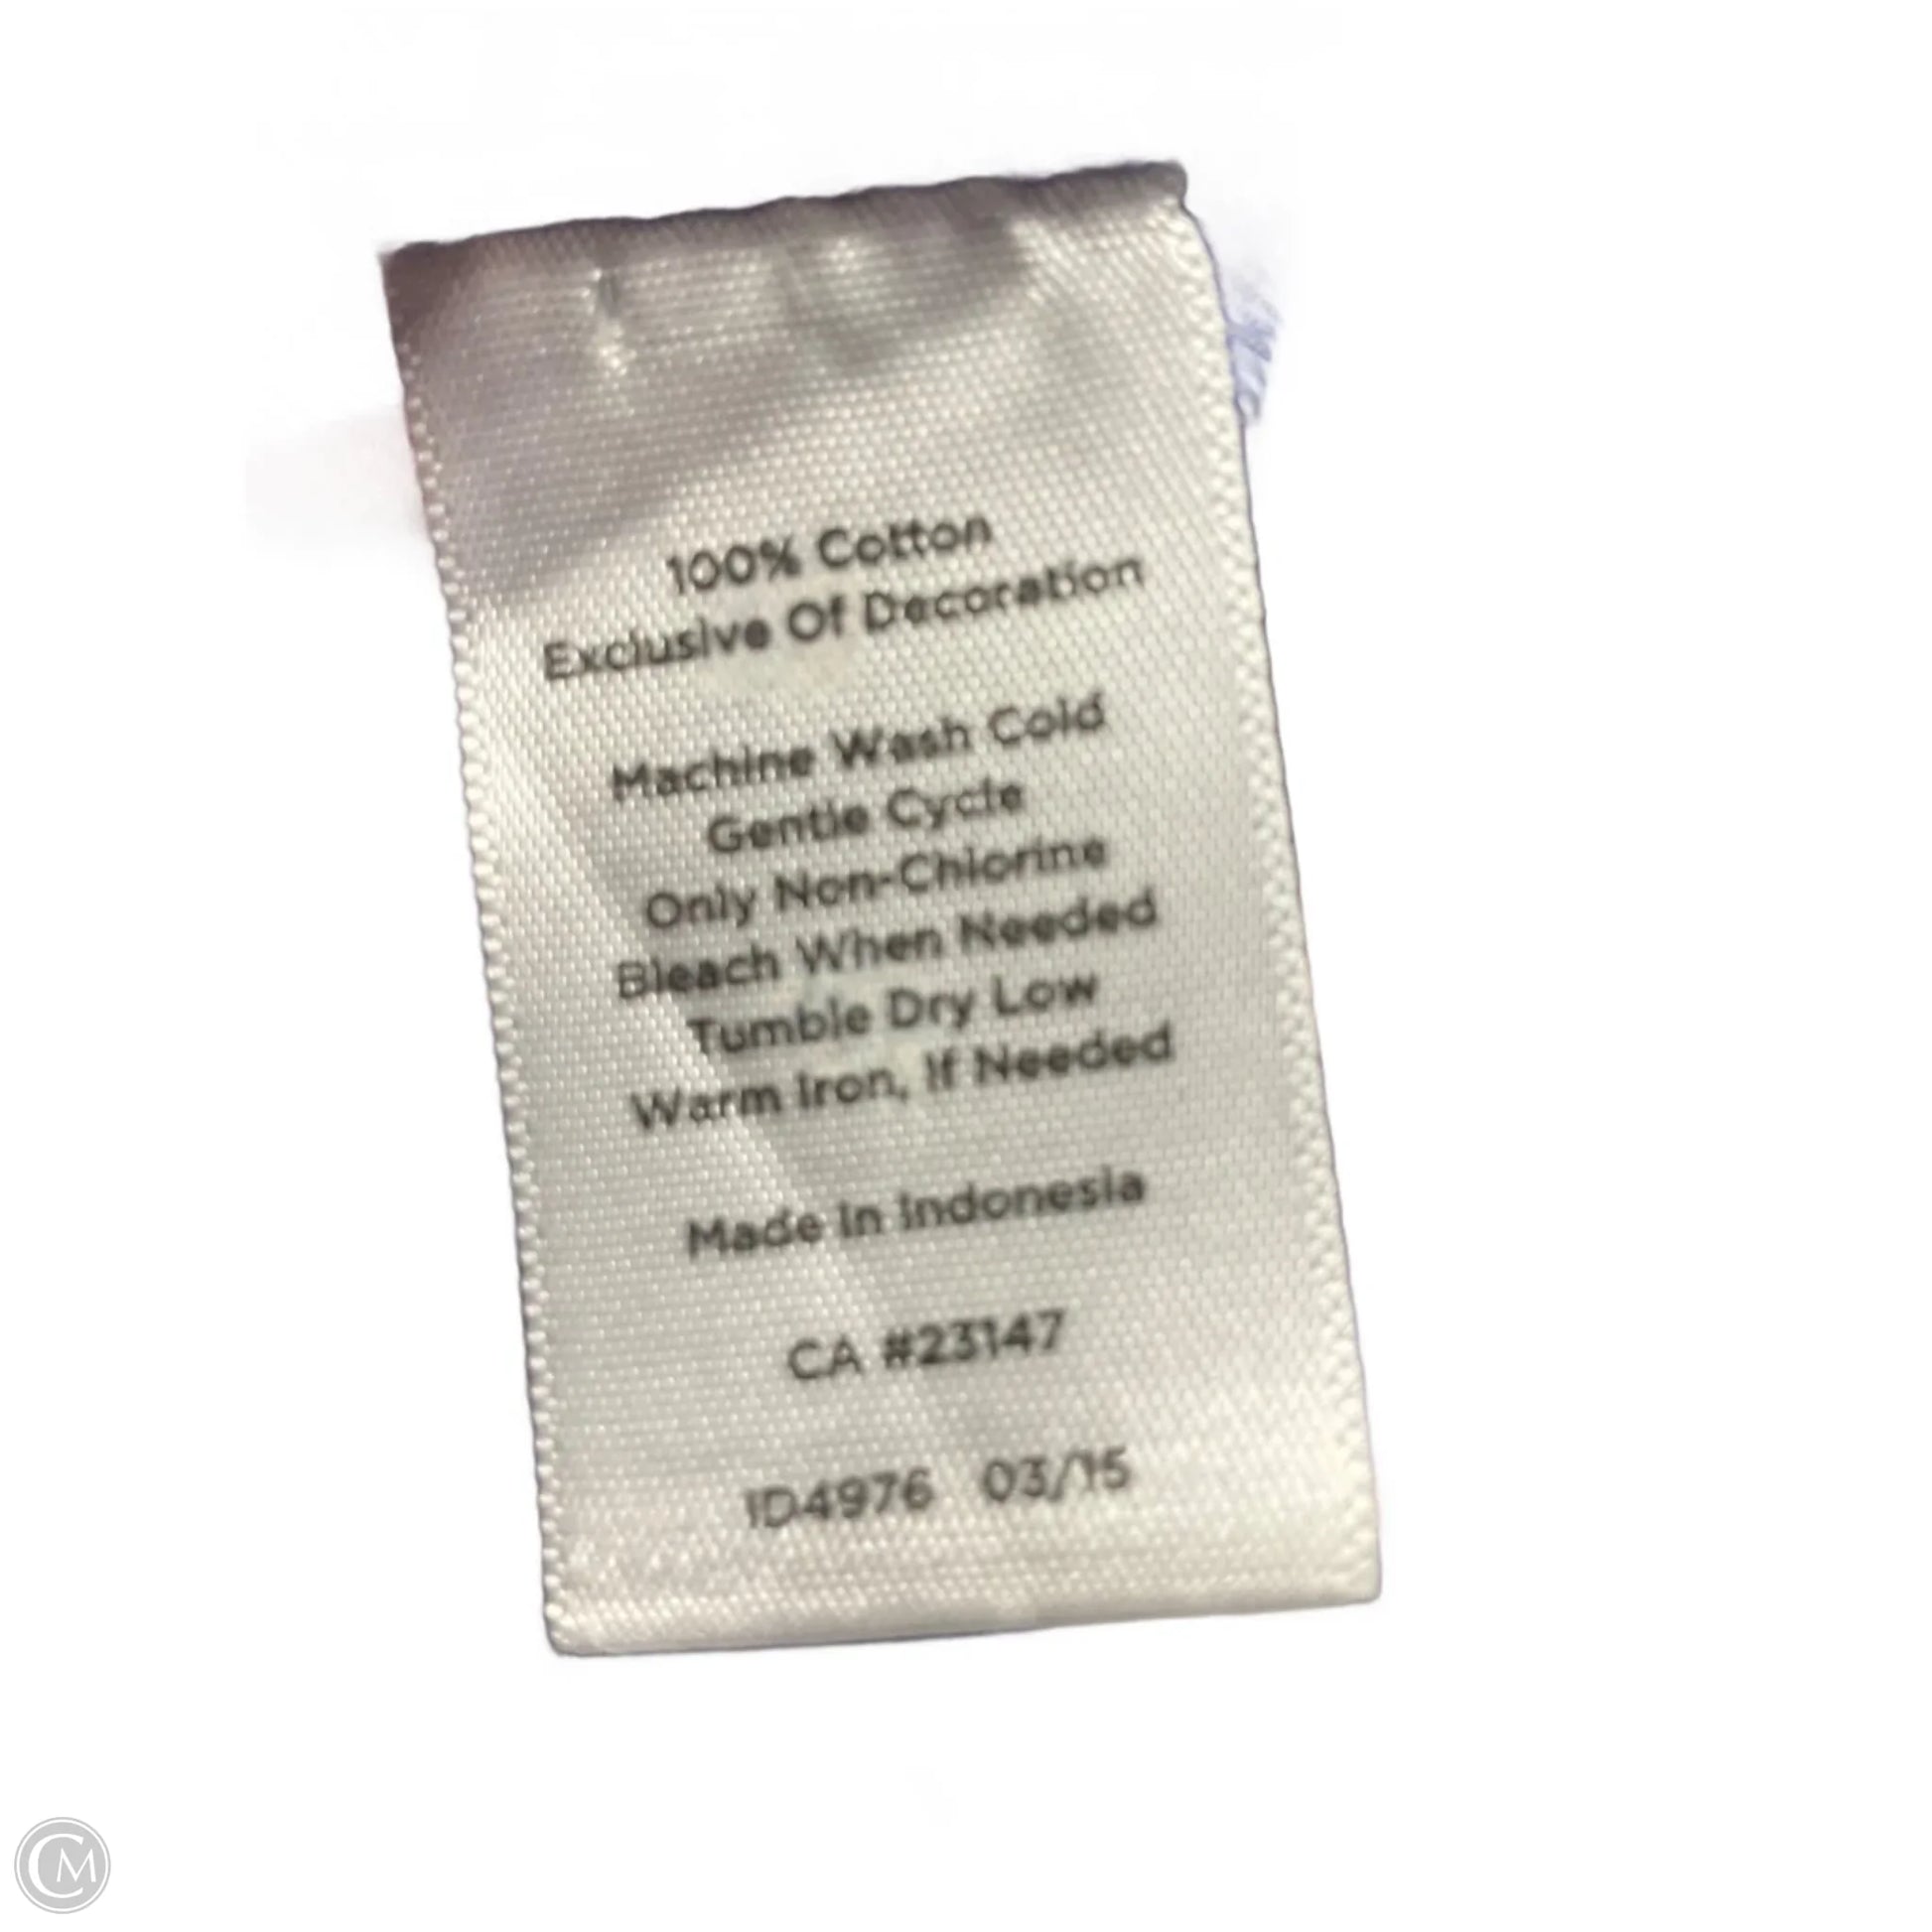 100% Cotton
Exclusive Of Decoration
Machine Wash Cold
Gentle Cycle
Only Non-Chlorine
Bleach When Needed
Tumble Dry Low
Warm Iron, If Needed
Made In Indonesia
CA #23147
ID4976 03/15
CM